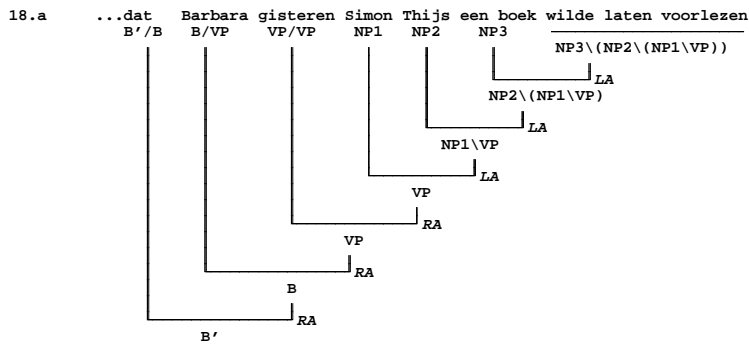 18.a ...dat Barbara gisteren Simon Thijs een boek wilde laten voorlezen
B'/B B/VP VP/VP NP1 NP2 NP3
NP3\(NP2\(NP1\VP))
LA
NP2\(NP1\VP)
LA
NP1\VP
LA
VP
RA
VP
RA
B
RA
B'